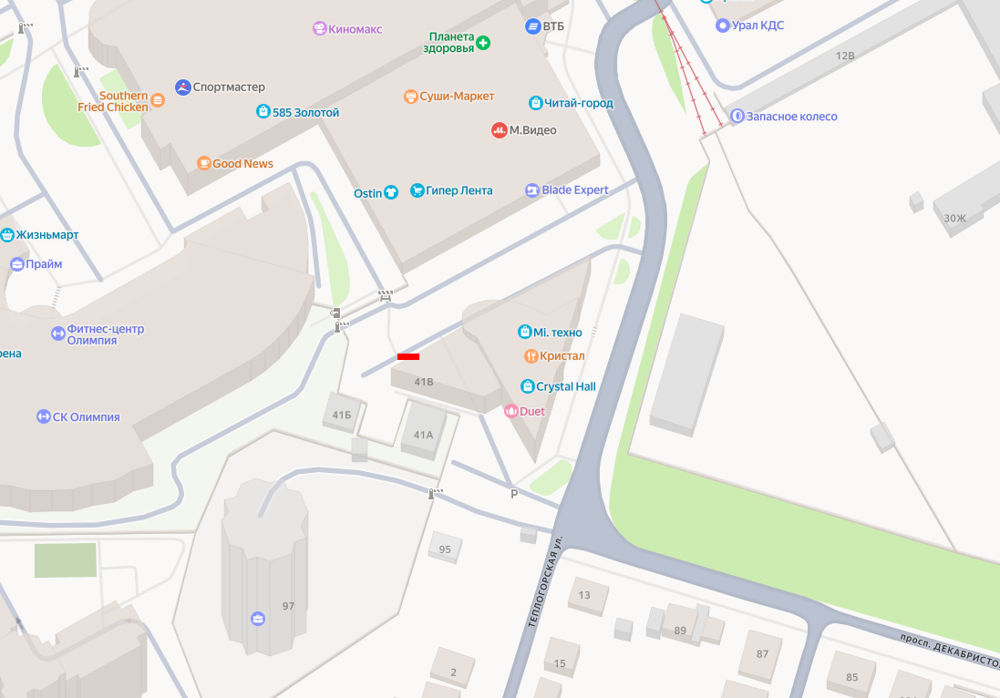 Киномакс
ВТБ
Урал КДС
Планета
здоровья
12В
Спортмастер
Southern
Fried Chicken
Суши-Маркет
585 Золотой
Читай-город
Запасное колесо
М.Видео
Good News
Ostin
Гипер Лента
Blade Expert
30Ж
Жизньмарт
Прайм
Фитнес-центр
Олимпия
Mi. техно
рена
Кристал
41В
Crystal Hall
СК Олимпия
41Б
Duet
41А
P
95
ТЕПЛОГОРСКАЯ ул.
97
13
89
просп. ДЕКАБРИСТО
87
15
2
85